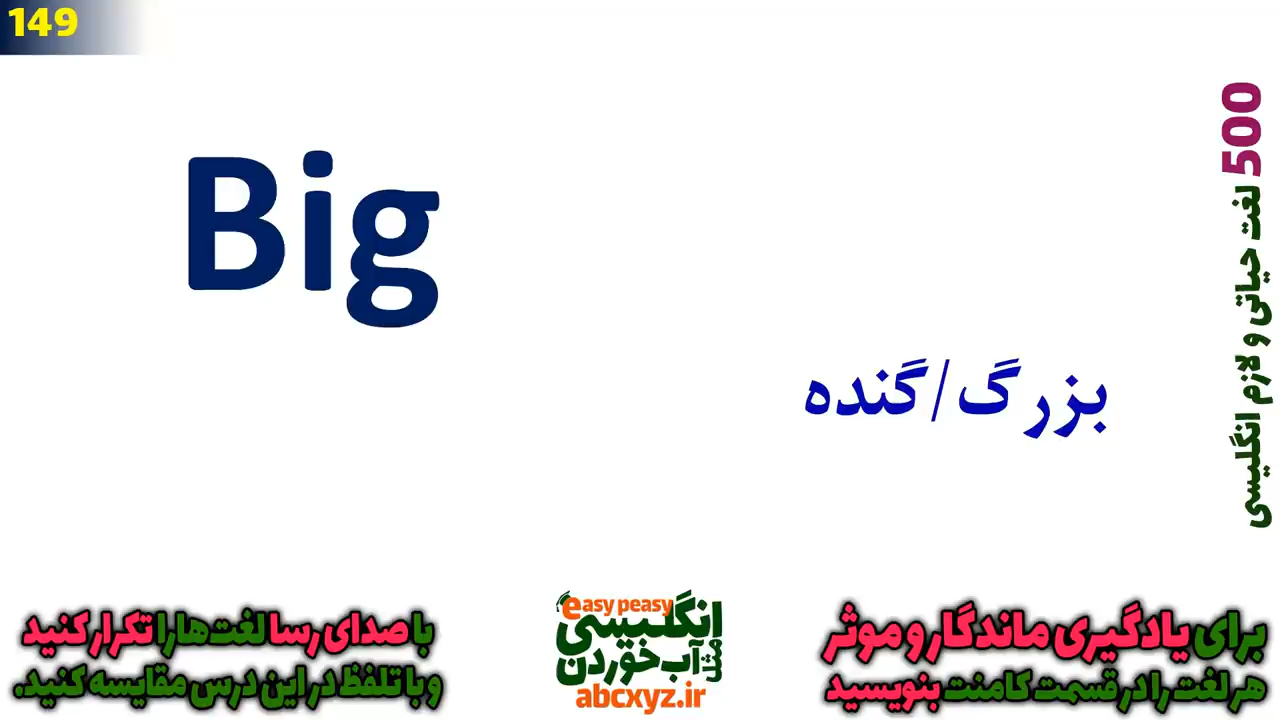 149
Big
بزرگ/گنده
500 لغت حیاتی و لازم انگلیسی
با صدای رسا لغت‌ها را تکرار کنید
و با تلفظ در این درس مقایسه کنید.
easy peasy
انگلیسی
مثل آب خوردن
abcxyz.ir
برای یادگیری ماندگار و موثر
هر لغت را در قسمت کامنت بنویسید